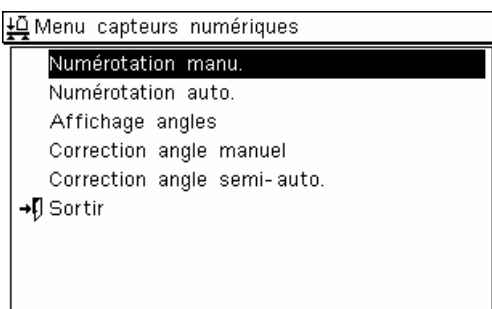 Menu capteurs numériques
Numérotation manu.
Numérotation auto.
Affichage angles
Correction angle manuel
Correction angle semi-auto.
Sortir